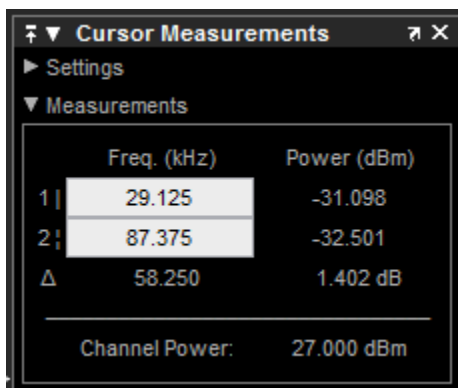 Cursor Measurements
Settings
Measurements
Freq. (kHz) Power (dBm)
1 | 29.125 -31.098
2 ¦ 87.375 -32.501
Δ 58.250 1.402 dB
Channel Power: 27.000 dBm